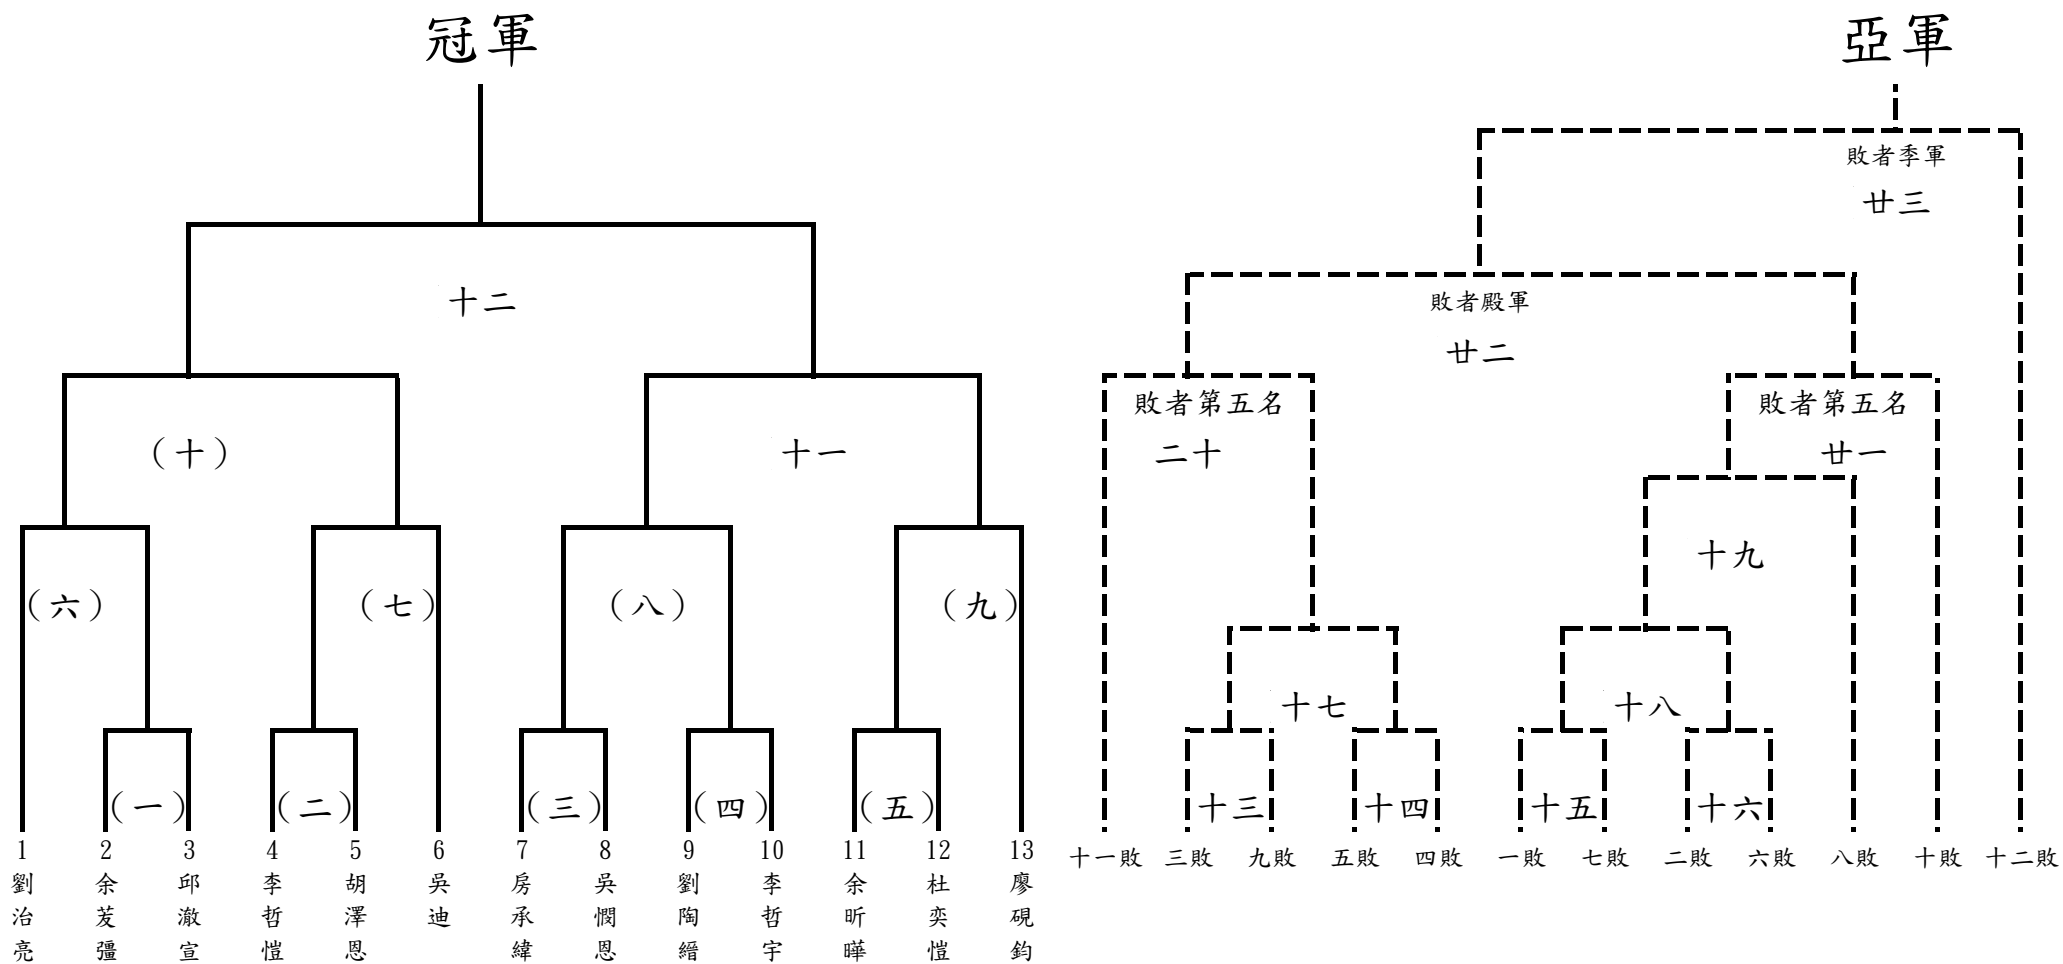 冠軍
亞軍
敗者季軍
廿三
十二
敗者殿軍
廿二
敗者第五名
敗者第五名
(十)
十一
二十
廿一
十九
(六)
(七)
(八)
(九)
十七
十八
(一)
(二)
(三)
(四)
(五)
十三
十四
十五
十六
1
劉治亮
2
余茇彊
3
邱澈宣
4
李哲愷
5
胡澤恩
6
吳迪
7
房承緯
8
吳憫恩
9
劉陶縉
10
李哲宇
11
余昕曄
12
杜奕愷
13
廖硯鈞
十一敗
三敗
九敗
五敗
四敗
一敗
七敗
二敗
六敗
八敗
十敗
十二敗